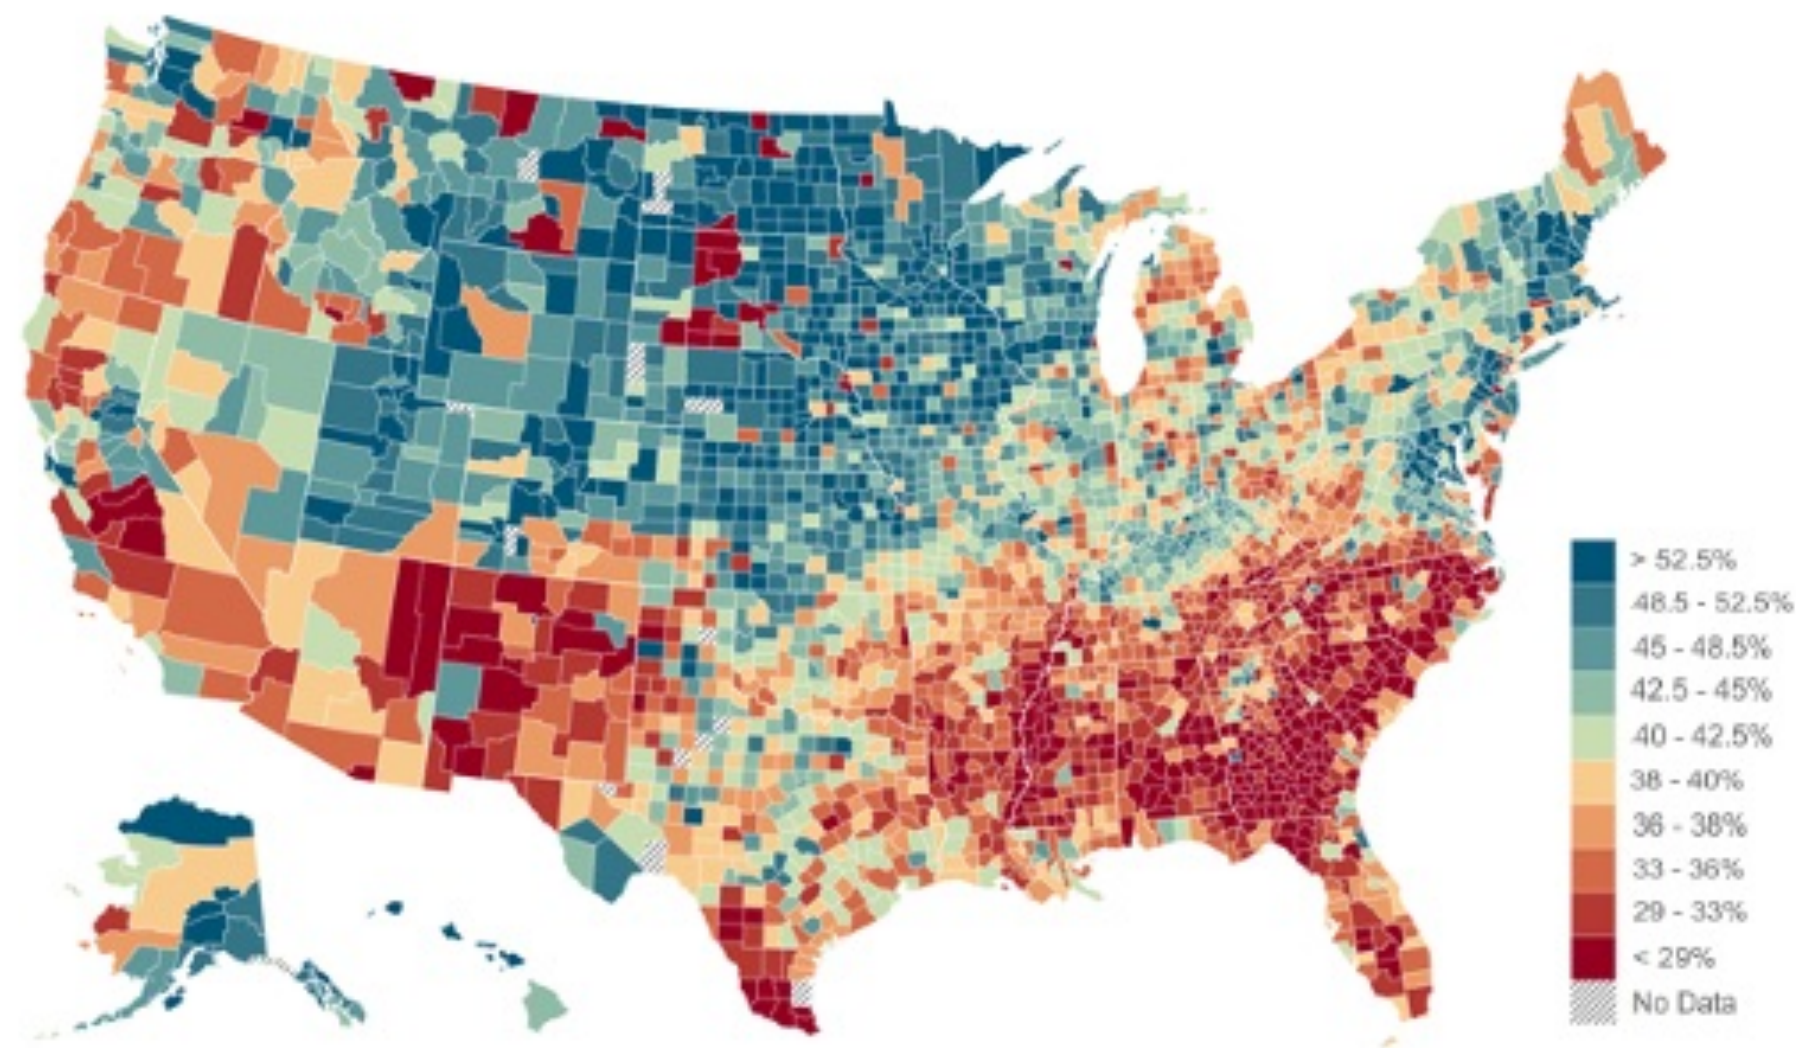 > 52.5%
48.5 - 52.5%
45 - 48.5%
42.5 - 45%
40 - 42.5%
38 - 40%
36 - 38%
33 - 36%
29 - 33%
< 29%
No Data